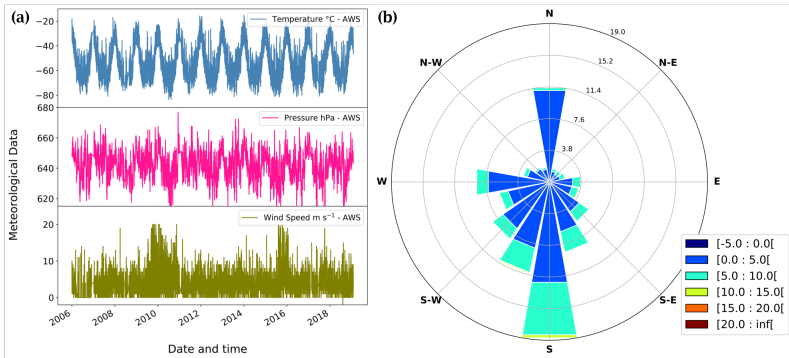 (a)
Meteorological Data
Temperature °C - AWS
−20
−40
−60
−80
Pressure hPa - AWS
680
660
640
620
Wind Speed m s⁻¹ - AWS
20
10
0
2006
2008
2010
2012
2014
2016
2018
Date and time
(b)
N
N-E
E
S-E
S
S-W
W
N-W
19.0
15.2
11.4
7.6
3.8
[-5.0 : 0.0[
[0.0 : 5.0[
[5.0 : 10.0[
[10.0 : 15.0[
[15.0 : 20.0[
[20.0 : inf[